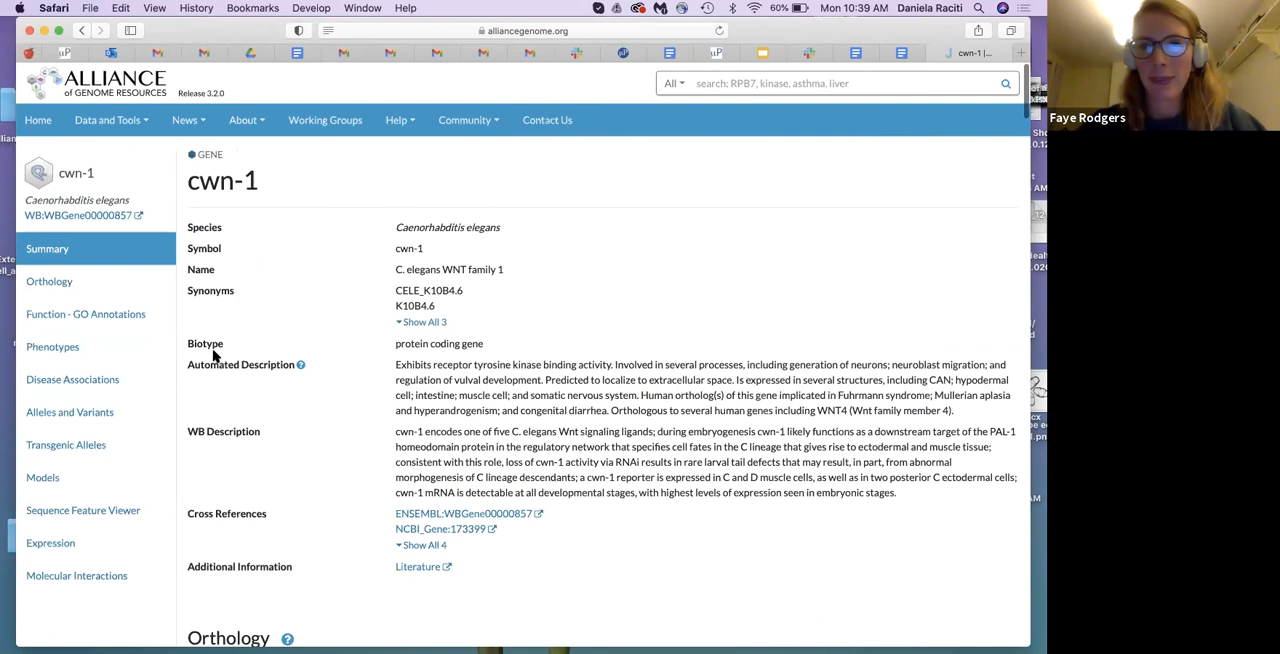 Safari File Edit View History Bookmarks Develop Window Help 60% Mon 10:39 AM Daniela Raciti
alliancegenome.org
cwn-1 |...
ALLIANCE
of GENOME RESOURCES Release 3.2.0
All search: RPB7, kinase, asthma, liver
Home Data and Tools News About Working Groups Help Community Contact Us
Faye Rodgers
cwn-1
Caenorhabditis elegans
WB:WBGene00000857
Summary
Orthology
Function - GO Annotations
Phenotypes
Disease Associations
Alleles and Variants
Transgenic Alleles
Models
Sequence Feature Viewer
Expression
Molecular Interactions
GENE
cwn-1
Species Caenorhabditis elegans
Symbol cwn-1
Name C. elegans WNT family 1
Synonyms CELE_K10B4.6
K10B4.6
Show All 3
Biotype protein coding gene
Automated Description Exhibits receptor tyrosine kinase binding activity. Involved in several processes, including generation of neurons; neuroblast migration; and
regulation of vulval development. Predicted to localize to extracellular space. Is expressed in several structures, including CAN; hypodermal
cell; intestine; muscle cell; and somatic nervous system. Human ortholog(s) of this gene implicated in Fuhrmann syndrome; Mullerian aplasia
and hyperandrogenism; and congenital diarrhea. Orthologous to several human genes including WNT4 (Wnt family member 4).
WB Description cwn-1 encodes one of five C. elegans Wnt signaling ligands; during embryogenesis cwn-1 likely functions as a downstream target of the PAL-1
homeodomain protein in the regulatory network that specifies cell fates in the C lineage that gives rise to ectodermal and muscle tissue;
consistent with this role, loss of cwn-1 activity via RNAi results in rare larval tail defects that may result, in part, from abnormal
morphogenesis of C lineage descendants; a cwn-1 reporter is expressed in C and D muscle cells, as well as in two posterior C ectodermal cells;
cwn-1 mRNA is detectable at all developmental stages, with highest levels of expression seen in embryonic stages.
Cross References ENSEMBL:WBGene00000857
NCBI_Gene:173399
Show All 4
Additional Information Literature
Orthology